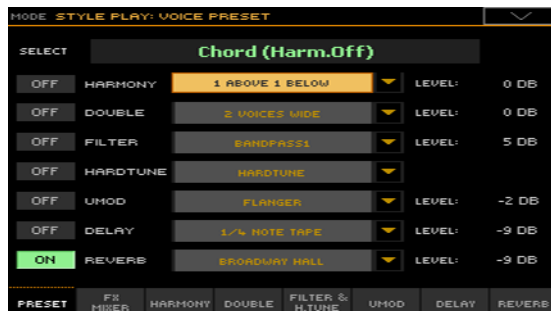 MODE STYLE PLAY: VOICE PRESET
SELECT Chord (Harm.Off)
OFF HARMONY 1 ABOVE 1 BELOW LEVEL: 0 DB
OFF DOUBLE 2 VOICES WIDE LEVEL: 0 DB
OFF FILTER BANDPASS1 LEVEL: 5 DB
OFF HARDTUNE HARDTUNE LEVEL:
OFF UMOD FLANGER LEVEL: -2 DB
OFF DELAY 1/4 NOTE TAPE LEVEL: -9 DB
ON REVERB BROADWAY HALL LEVEL: -9 DB
PRESET FX MIXER HARMONY DOUBLE FILTER & H.TUNE UMOD DELAY REVERB